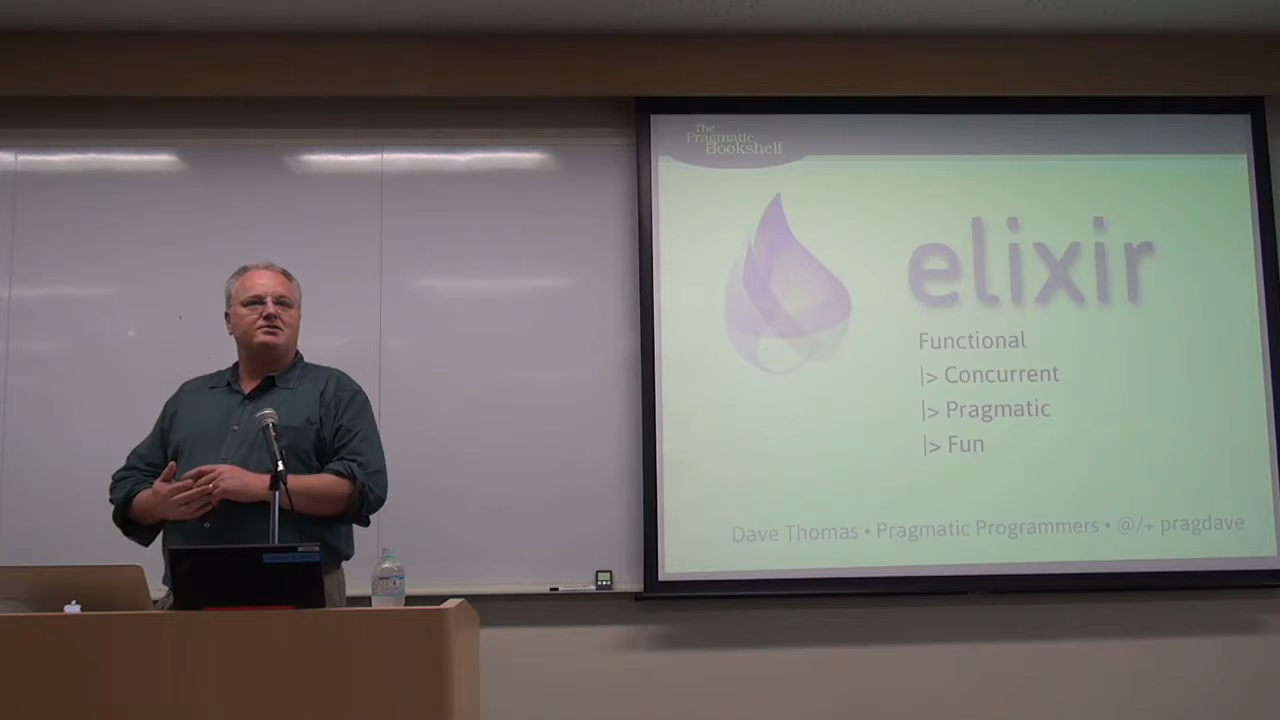 The
Pragmatic
Bookshelf
elixir
Functional
|> Concurrent
|> Pragmatic
|> Fun
Dave Thomas • Pragmatic Programmers • @/+ pragdave